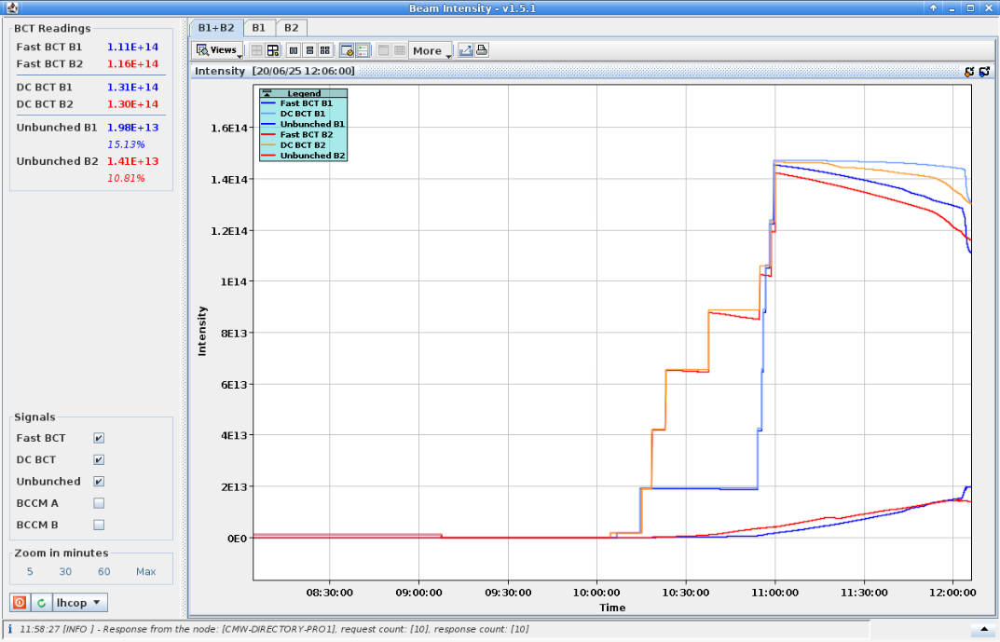 Beam Intensity - v1.5.1
BCT Readings
Fast BCT B1 1.11E+14
Fast BCT B2 1.16E+14
DC BCT B1 1.31E+14
DC BCT B2 1.30E+14
Unbunched B1 1.98E+13
15.13%
Unbunched B2 1.41E+13
10.81%
Signals
Fast BCT
DC BCT
Unbunched
BCCM A
BCCM B
Zoom in minutes
5 30 60 Max
lhcop
B1+B2 B1 B2
Views More
Intensity [20/06/25 12:06:00]
Legend
Fast BCT B1
DC BCT B1
Unbunched B1
Fast BCT B2
DC BCT B2
Unbunched B2
1.6E14
1.4E14
1.2E14
1E14
8E13
6E13
4E13
2E13
0E0
Intensity
08:30:00 09:00:00 09:30:00 10:00:00 10:30:00 11:00:00 11:30:00 12:00:00
Time
11:58:27 [INFO ] - Response from the node: [CMW-DIRECTORY-PRO1], request count: [10], response count: [10]